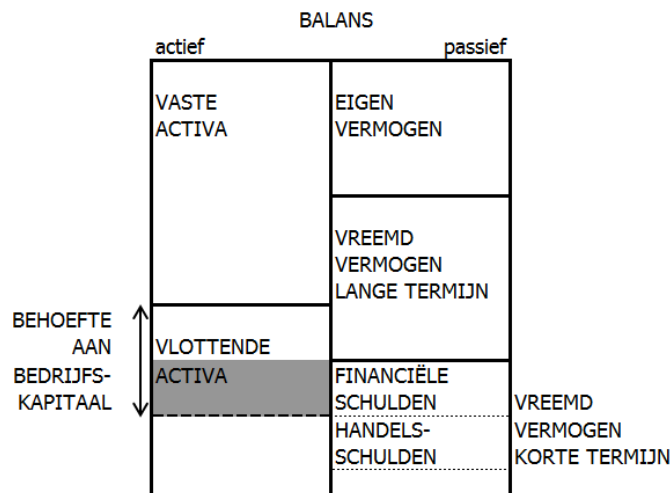 BALANS
actief
passief
VASTE
ACTIVA
EIGEN
VERMOGEN
VREEMD
VERMOGEN
LANGE TERMIJN
BEHOEFTE
AAN
BEDRIJFS-
KAPITAAL
VLOTTENDE
ACTIVA
FINANCIËLE
SCHULDEN
HANDELS-
SCHULDEN
VREEMD
VERMOGEN
KORTE TERMIJN